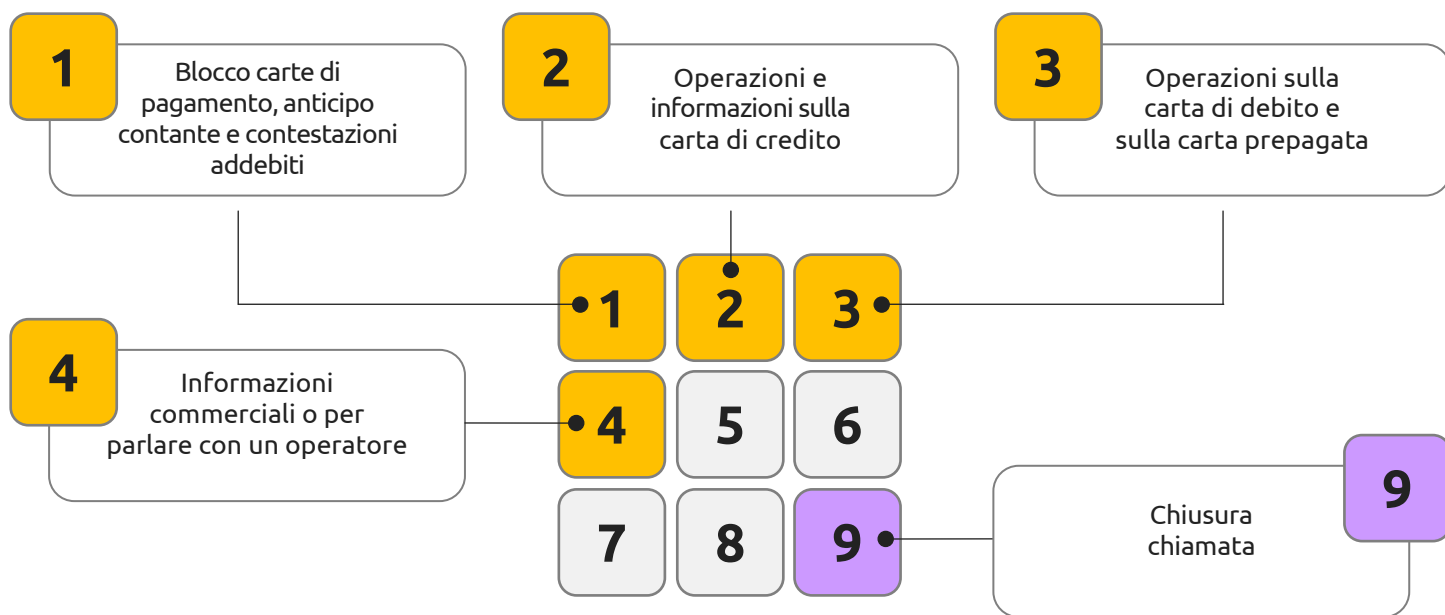 1
Blocco carte di
pagamento, anticipo
contante e contestazioni
addebiti
2
Operazioni e
informazioni sulla
carta di credito
3
Operazioni sulla
carta di debito e
sulla carta prepagata
1 2 3
4
Informazioni
commerciali o per
parlare con un operatore
4 5 6
7 8 9
9
Chiusura
chiamata